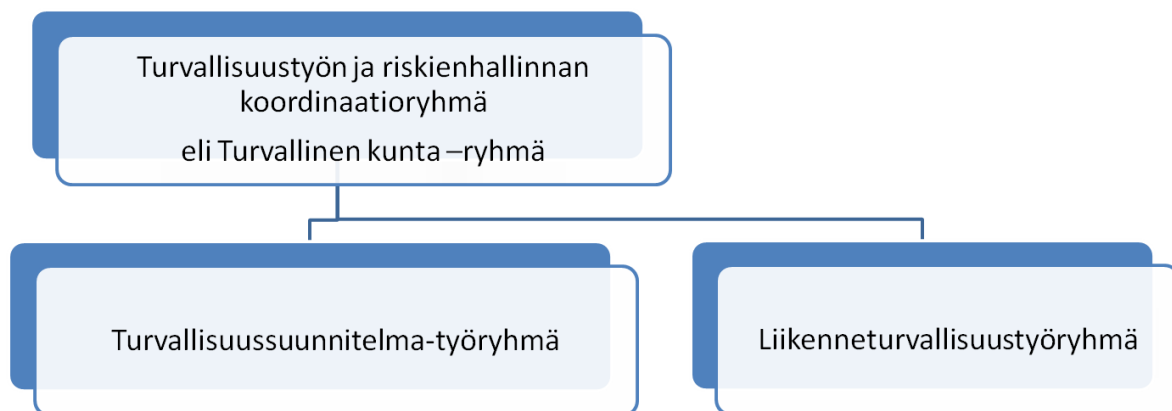 Turvallisuustyön ja riskienhallinnan
koordinaatioryhmä
eli Turvallinen kunta –ryhmä
Turvallisuussuunnitelma-työryhmä
Liikenneturvallisuustyöryhmä